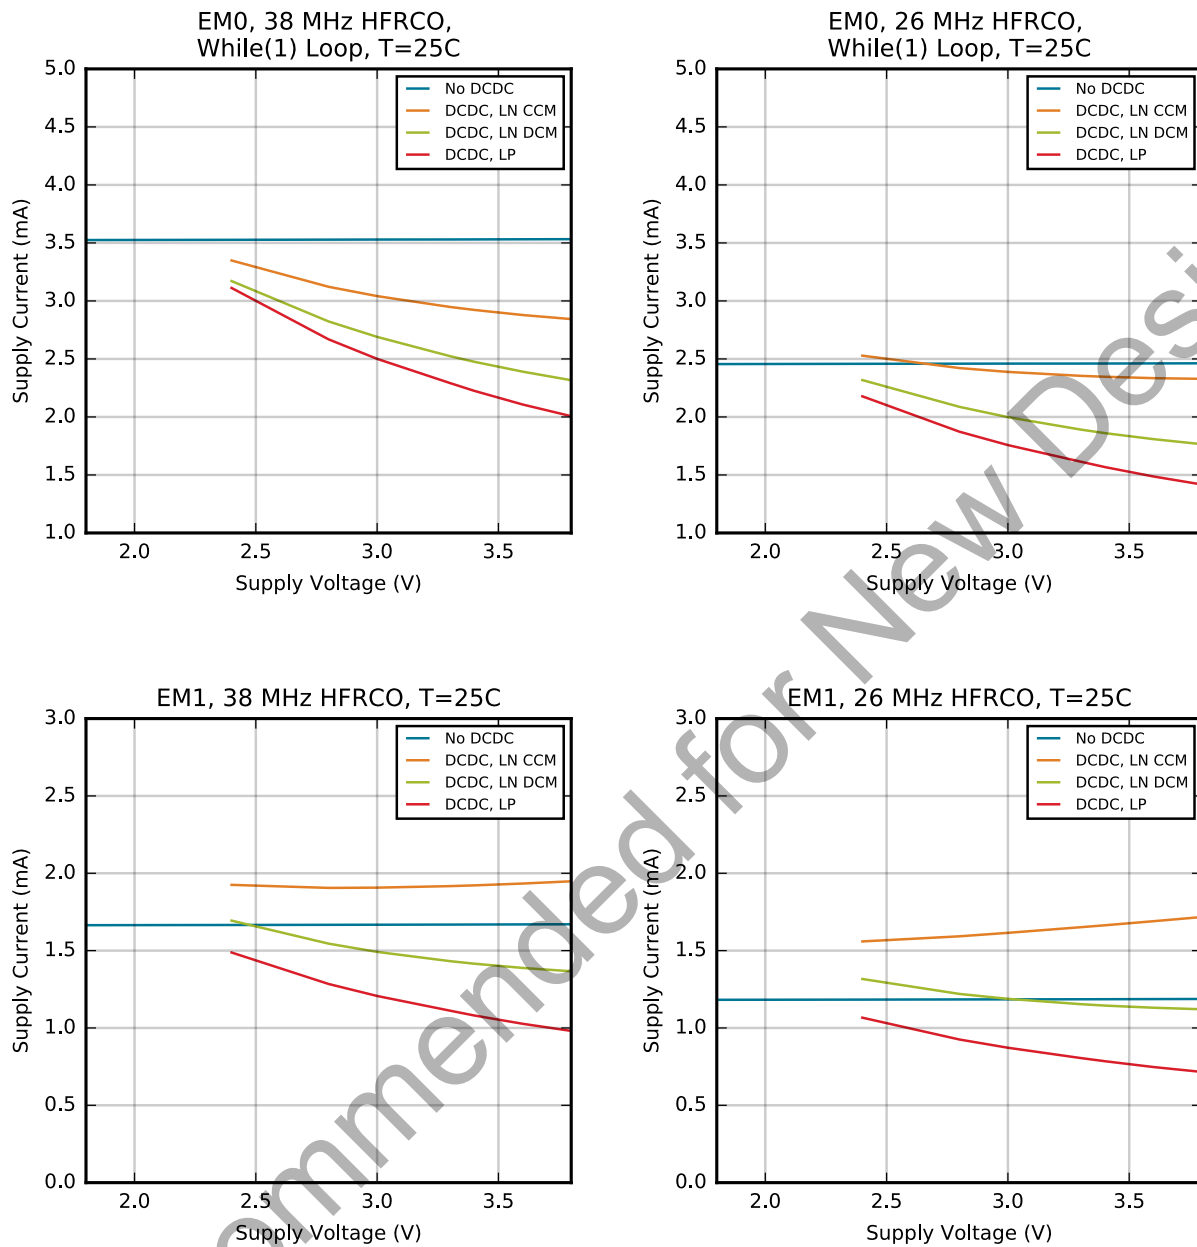 EM0, 38 MHz HFRCO,
While(1) Loop, T=25C
5.0
4.5
4.0
3.5
3.0
2.5
2.0
1.5
1.0
Supply Current (mA)
No DCDC
DCDC, LN CCM
DCDC, LN DCM
DCDC, LP
2.0 2.5 3.0 3.5
Supply Voltage (V)
EM0, 26 MHz HFRCO,
While(1) Loop, T=25C
5.0
4.5
4.0
3.5
3.0
2.5
2.0
1.5
1.0
Supply Current (mA)
No DCDC
DCDC, LN CCM
DCDC, LN DCM
DCDC, LP
2.0 2.5 3.0 3.5
Supply Voltage (V)
EM1, 38 MHz HFRCO, T=25C
3.0
2.5
2.0
1.5
1.0
0.5
0.0
Supply Current (mA)
No DCDC
DCDC, LN CCM
DCDC, LN DCM
DCDC, LP
2.0 2.5 3.0 3.5
Supply Voltage (V)
EM1, 26 MHz HFRCO, T=25C
3.0
2.5
2.0
1.5
1.0
0.5
0.0
Supply Current (mA)
No DCDC
DCDC, LN CCM
DCDC, LN DCM
DCDC, LP
2.0 2.5 3.0 3.5
Supply Voltage (V)
ommended for New Desi